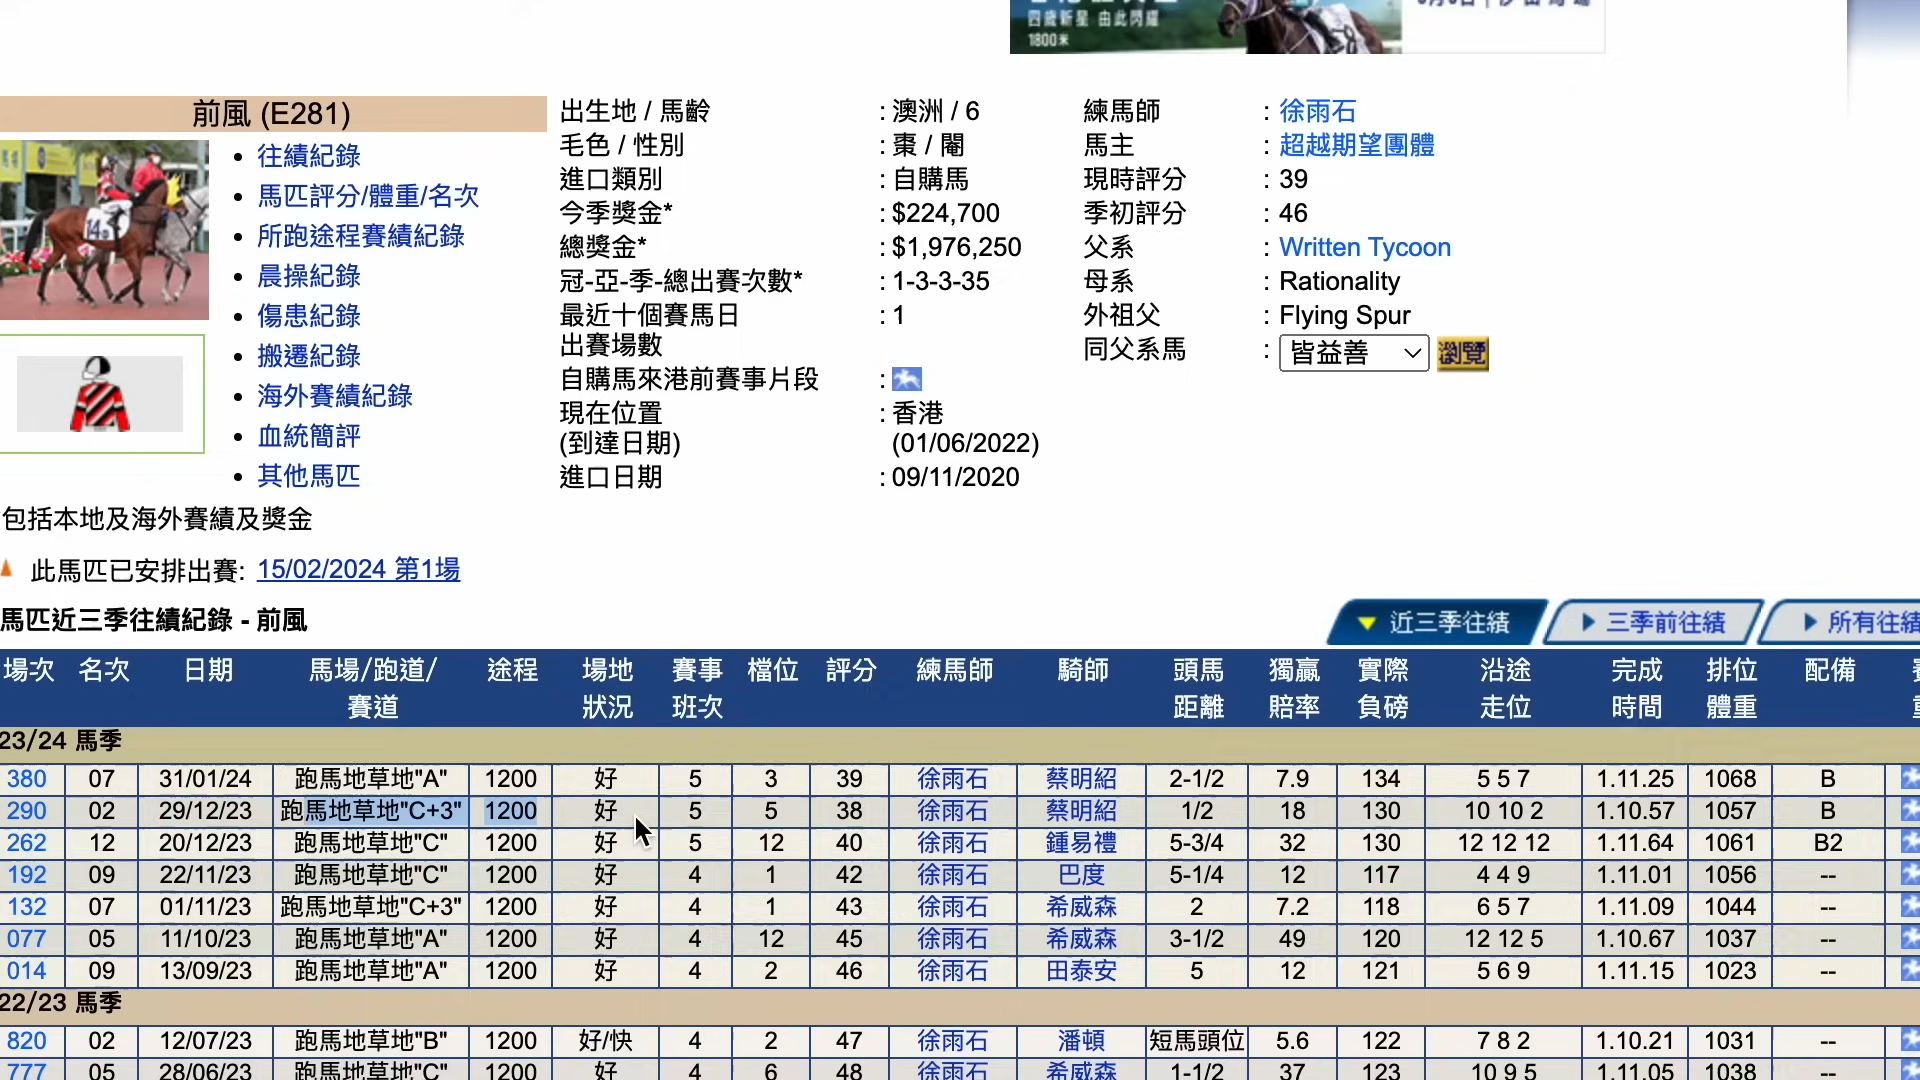 四歲新星 由此閃耀
1800米
前風 (E281)
往績紀錄
馬匹評分/體重/名次
所跑途程賽績紀錄
晨操紀錄
傷患紀錄
搬遷紀錄
海外賽績紀錄
血統簡評
其他馬匹
出生地 / 馬齡 : 澳洲 / 6
毛色 / 性別 : 棗 / 閹
進口類別 : 自購馬
今季獎金* : $224,700
總獎金* : $1,976,250
冠-亞-季-總出賽次數* : 1-3-3-35
最近十個賽馬日 : 1
出賽場數
自購馬來港前賽事片段 :
現在位置 : 香港
(到達日期) (01/06/2022)
進口日期 : 09/11/2020
練馬師 : 徐雨石
馬主 : 超越期望團體
現時評分 : 39
季初評分 : 46
父系 : Written Tycoon
母系 : Rationality
外祖父 : Flying Spur
同父系馬 : 皆益善 瀏覽
包括本地及海外賽績及獎金
此馬匹已安排出賽: 15/02/2024 第1場
馬匹近三季往績紀錄 - 前風
近三季往績 三季前往績 所有往績
場次 名次 日期 馬場/跑道/ 途程 場地 賽事 檔位 評分 練馬師 騎師 頭馬 獨贏 實際 沿途 完成 排位 配備
賽道 狀況 班次 距離 賠率 負磅 走位 時間 體重
23/24 馬季
380 07 31/01/24 跑馬地草地"A" 1200 好 5 3 39 徐雨石 蔡明紹 2-1/2 7.9 134 5 5 7 1.11.25 1068 B
290 02 29/12/23 跑馬地草地"C+3" 1200 好 5 5 38 徐雨石 蔡明紹 1/2 18 130 10 10 2 1.10.57 1057 B
262 12 20/12/23 跑馬地草地"C" 1200 好 5 12 40 徐雨石 鍾易禮 5-3/4 32 130 12 12 12 1.11.64 1061 B2
192 09 22/11/23 跑馬地草地"C" 1200 好 4 1 42 徐雨石 巴度 5-1/4 12 117 4 4 9 1.11.01 1056 --
132 07 01/11/23 跑馬地草地"C+3" 1200 好 4 1 43 徐雨石 希威森 2 7.2 118 6 5 7 1.11.09 1044 --
077 05 11/10/23 跑馬地草地"A" 1200 好 4 12 45 徐雨石 希威森 3-1/2 49 120 12 12 5 1.10.67 1037 --
014 09 13/09/23 跑馬地草地"A" 1200 好 4 2 46 徐雨石 田泰安 5 12 121 5 6 9 1.11.15 1023 --
22/23 馬季
820 02 12/07/23 跑馬地草地"B" 1200 好/快 4 2 47 徐雨石 潘頓 短馬頭位 5.6 122 7 8 2 1.10.21 1031 --
777 05 28/06/23 跑馬地草地"C" 1200 好 4 6 48 徐雨石 希威森 1-1/2 37 123 10 9 5 1.11.05 1038 --